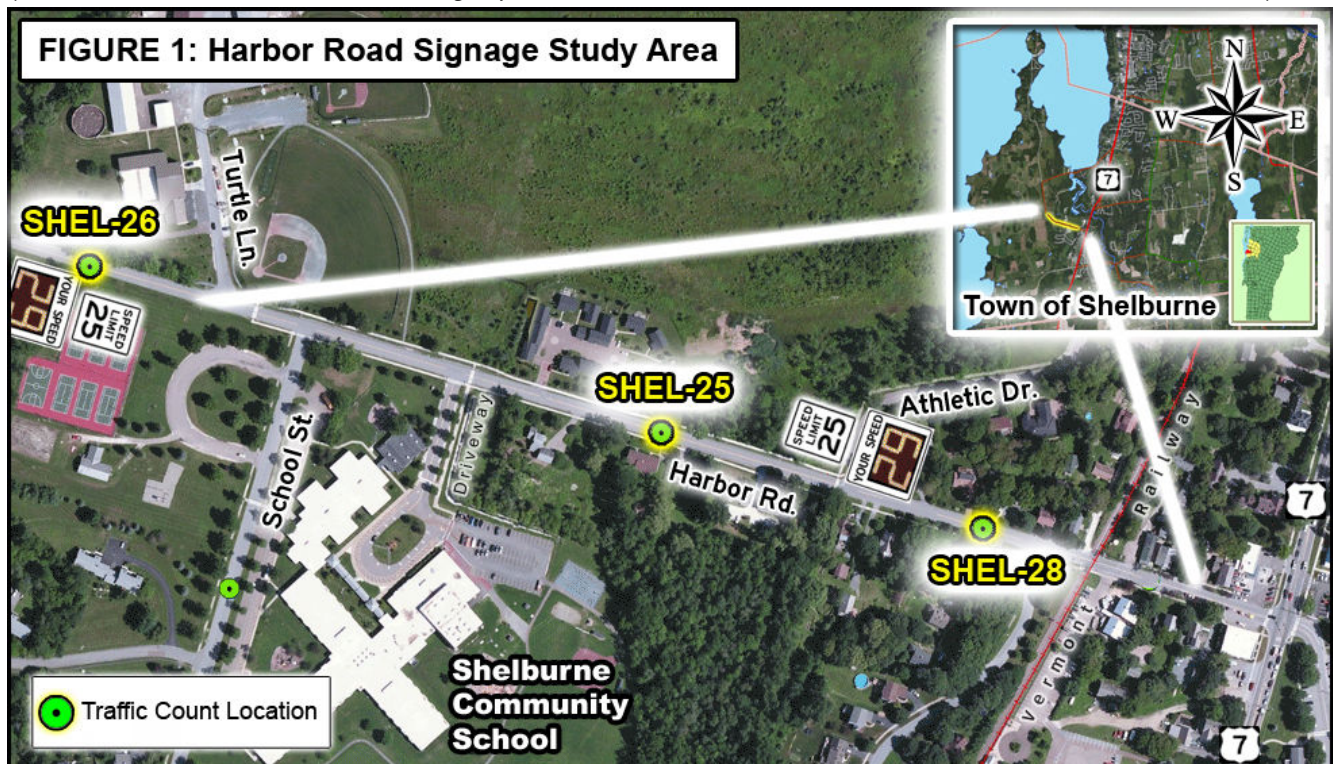 FIGURE 1: Harbor Road Signage Study Area
N
W
E
S
7
Town of Shelburne
Turtle Ln.
SHEL-26
YOUR SPEED
29
SPEED
LIMIT
25
School St.
Driveway
SHEL-25
Harbor Rd.
SPEED
LIMIT
25
YOUR SPEED
29
Athletic Dr.
SHEL-28
Vermont Railway
7
7
Shelburne
Community
School
Traffic Count Location